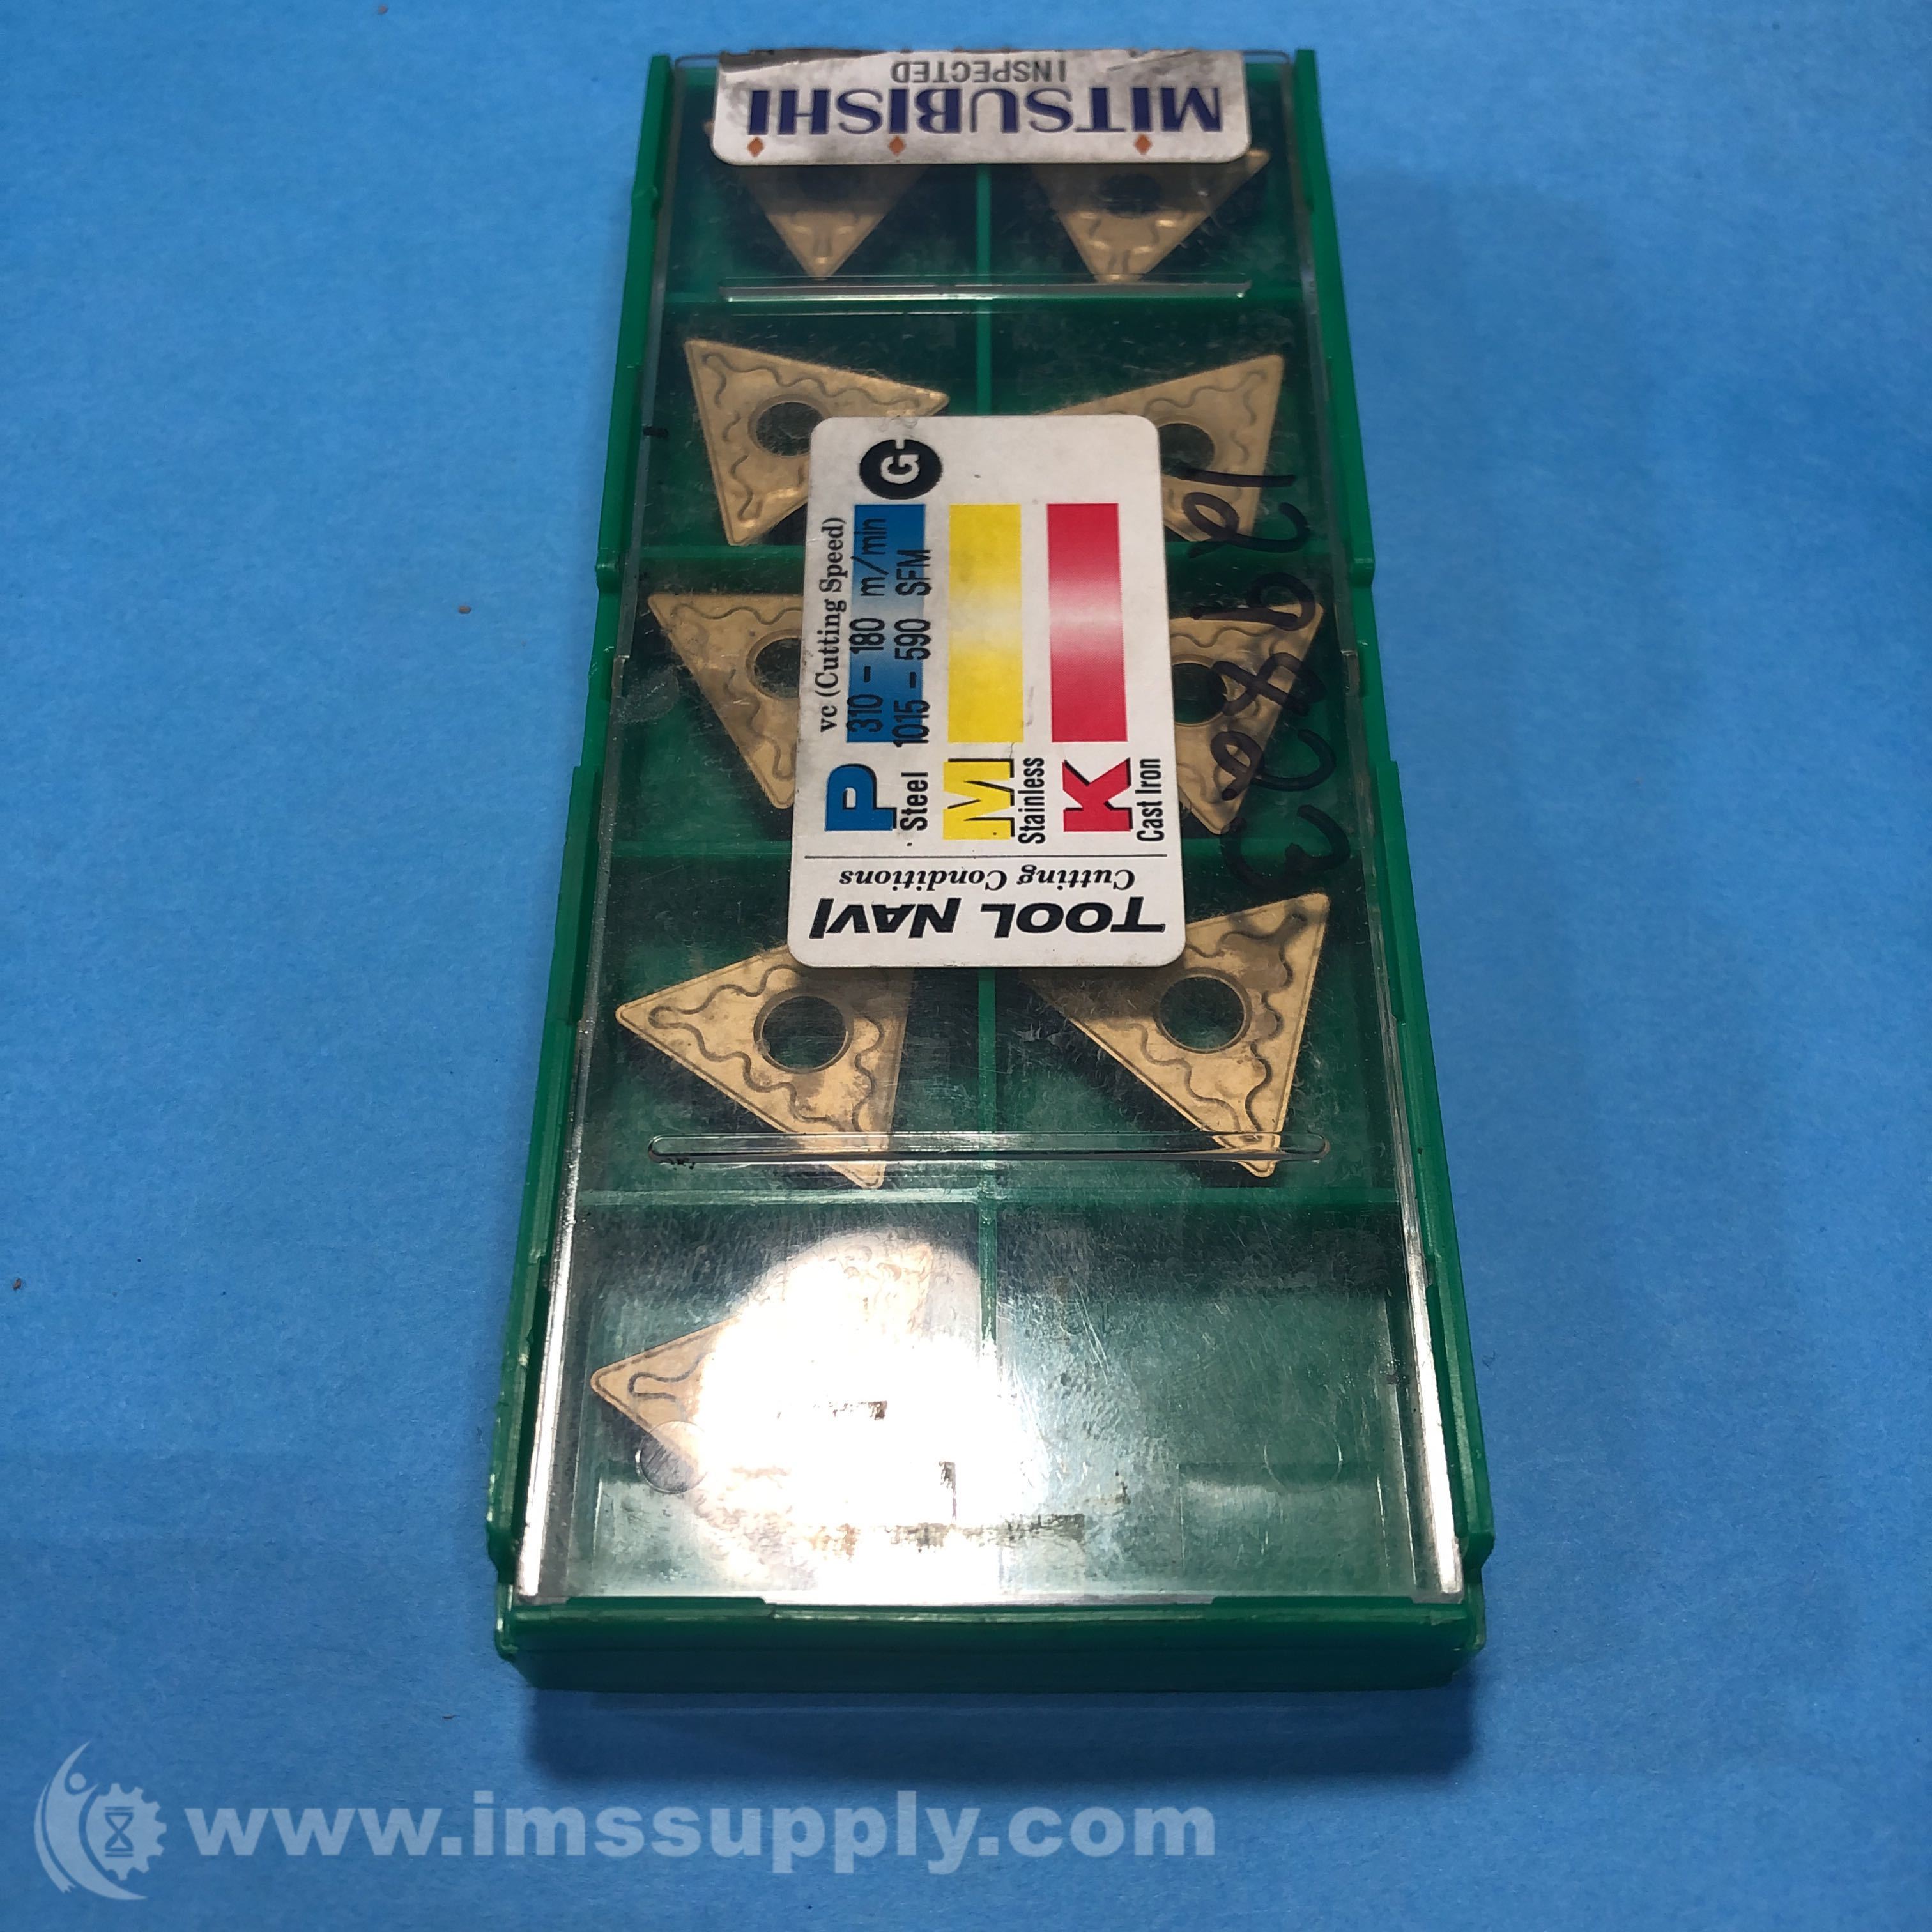 MITSUBISHI
INSPECTED
TOOL NAVI
Cutting Conditions
P
Steel
M
Stainless
K
Cast Iron
vc (Cutting Speed)
310 – 180 m/min
1015 – 590 SFM
G
www.imssupply.com